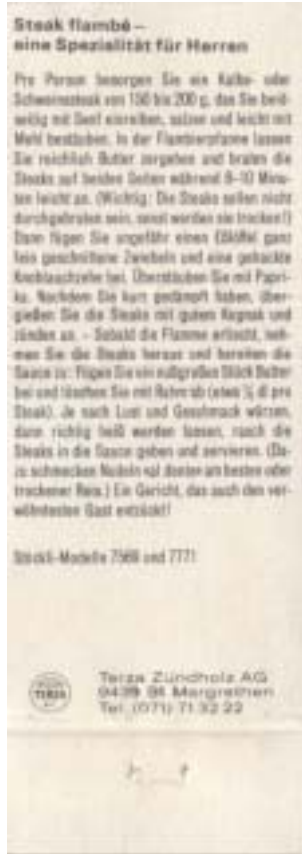 Steak flambé –
eine Spezialität für Herren
Pro Person besorgen Sie ein Kalbs- oder
Schweinssteak von 150 bis 200 g, das Sie beid-
seitig mit Senf einreiben, salzen und leicht mit
Mehl bestäuben. In der Flambierpfanne lassen
Sie reichlich Butter zergehen und braten die
Steaks auf beiden Seiten während 8–10 Minu-
ten leicht an. (Wichtig: Die Steaks sollen nicht
durchgebraten sein, sonst werden sie trocken!)
Dann fügen Sie ungefähr einen Eßlöffel ganz
fein geschnittene Zwiebeln und eine gehackte
Knoblauchzehe bei. Überstäuben Sie mit Papri-
ka. Nachdem Sie kurz gedämpft haben, über-
gießen Sie die Steaks mit gutem Kognak und
zünden an. – Sobald die Flamme erlischt, neh-
men Sie die Steaks heraus und bereiten die
Sauce zu: Fügen Sie ein nußgroßes Stück Butter
bei und löschen Sie mit Rahm ab (etwa dl pro
Steak). Je nach Lust und Geschmack würzen,
dann richtig heiß werden lassen, rasch die
Steaks in die Sauce geben und servieren. (Da-
zu schmecken Nudeln am besten oder
trockener Reis.) Ein Gericht, das auch den ver-
wöhntesten Gast entzückt!
Stöckli-Modelle 7569 und 7771
TERZA
Terza Zündholz AG
9430 St. Margrethen
Tel. (071) 71 32 22